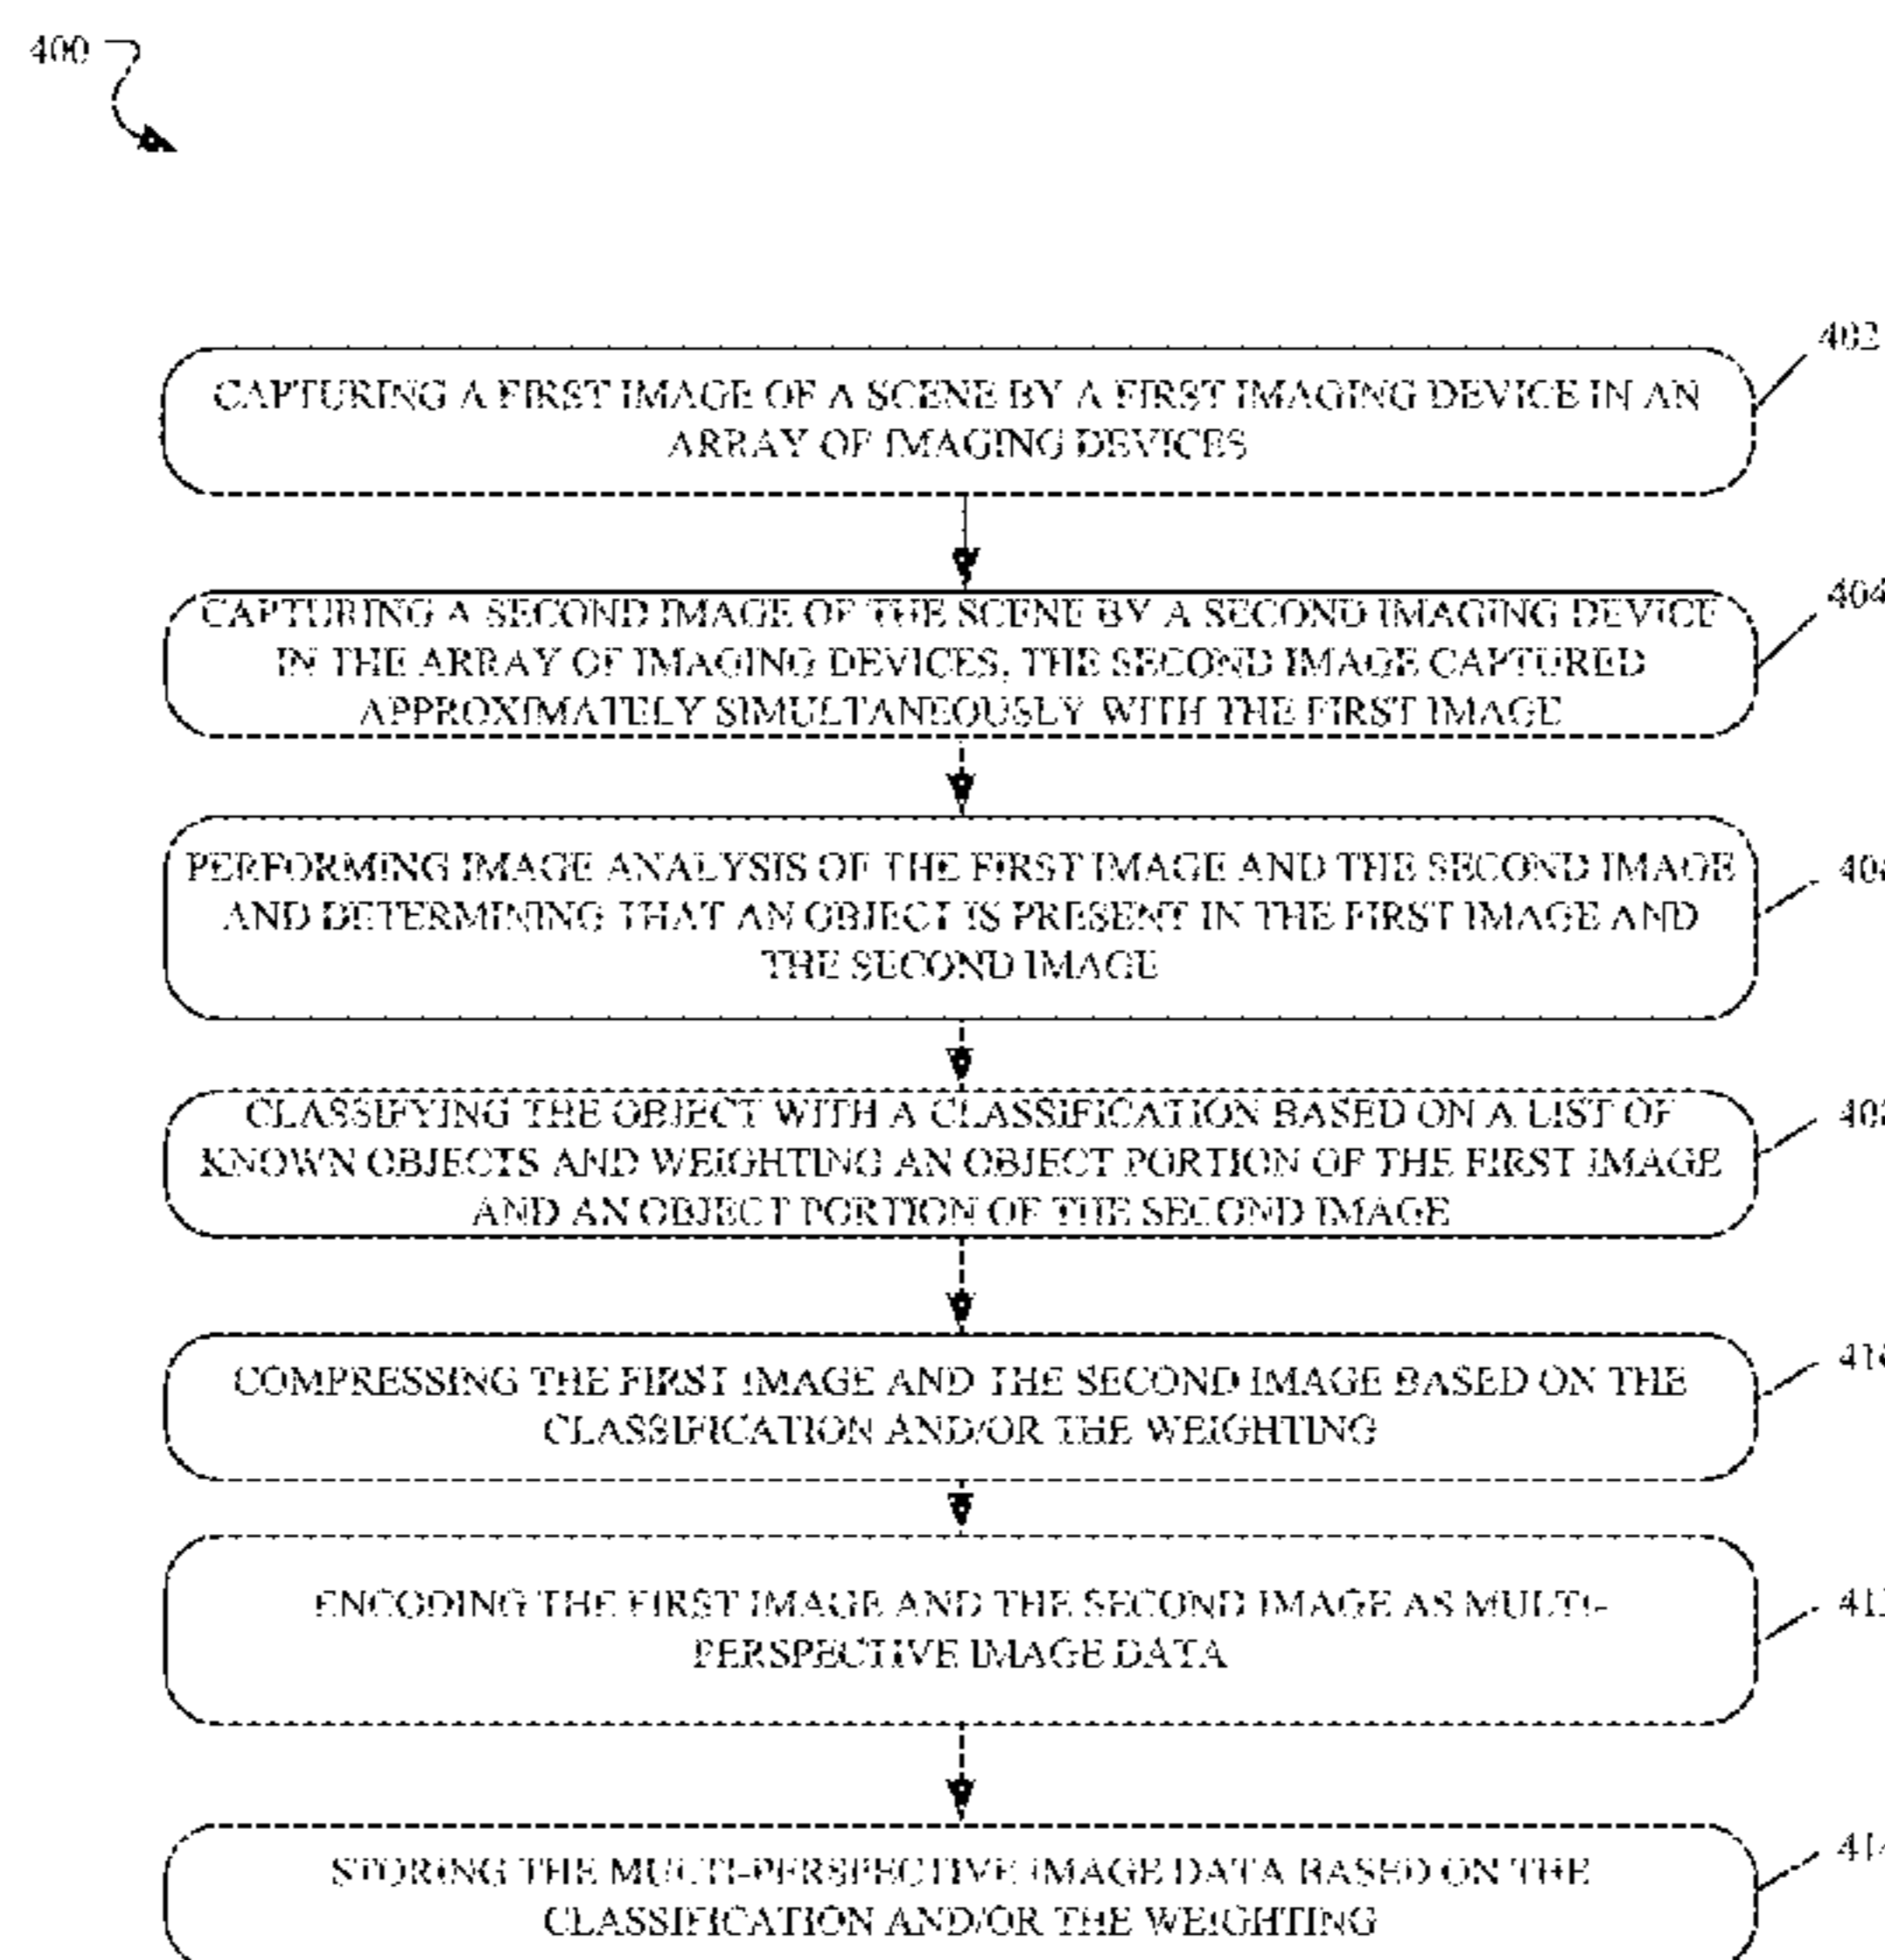 400
402
CAPTURING A FIRST IMAGE OF A SCENE BY A FIRST IMAGING DEVICE IN AN
ARRAY OF IMAGING DEVICES
404
CAPTURING A SECOND IMAGE OF THE SCENE BY A SECOND IMAGING DEVICE
IN THE ARRAY OF IMAGING DEVICES, THE SECOND IMAGE CAPTURED
APPROXIMATELY SIMULTANEOUSLY WITH THE FIRST IMAGE
PERFORMING IMAGE ANALYSIS OF THE FIRST IMAGE AND THE SECOND IMAGE
AND DETERMINING THAT AN OBJECT IS PRESENT IN THE FIRST IMAGE AND
THE SECOND IMAGE
CLASSIFYING THE OBJECT WITH A CLASSIFICATION BASED ON A LIST OF
KNOWN OBJECTS AND WEIGHTING AN OBJECT PORTION OF THE FIRST IMAGE
AND AN OBJECT PORTION OF THE SECOND IMAGE
COMPRESSING THE FIRST IMAGE AND THE SECOND IMAGE BASED ON THE
CLASSIFICATION AND/OR THE WEIGHTING
ENCODING THE FIRST IMAGE AND THE SECOND IMAGE AS MULTI-
PERSPECTIVE IMAGE DATA
414
STORING THE MULTI-PERSPECTIVE IMAGE DATA BASED ON THE
CLASSIFICATION AND/OR THE WEIGHTING